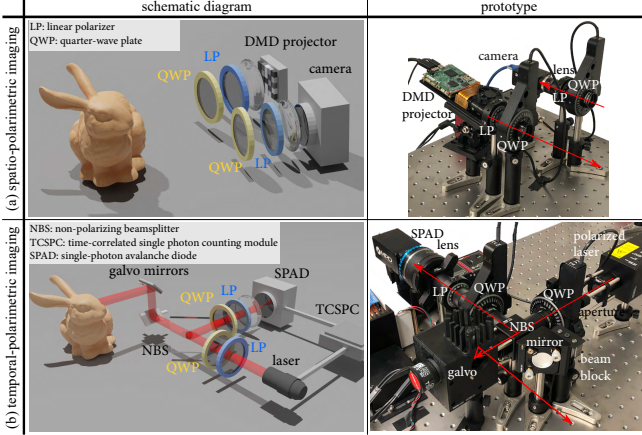 schematic diagram
prototype
(a) spatio-polarimetric imaging
LP: linear polarizer
QWP: quarter-wave plate
DMD projector
LP
camera
QWP
QWP
LP
camera
lens
QWP
LP
DMD
projector
LP
QWP
(b) temporal-polarimetric imaging
NBS: non-polarizing beamsplitter
TCSPC: time-correlated single photon counting module
SPAD: single-photon avalanche diode
galvo mirrors
SPAD
LP
QWP
TCSPC
NBS
LP
QWP
laser
SPAD
lens
polarized
laser
QWP
LP
QWP
aperture
NBS
mirror
galvo
beam
block